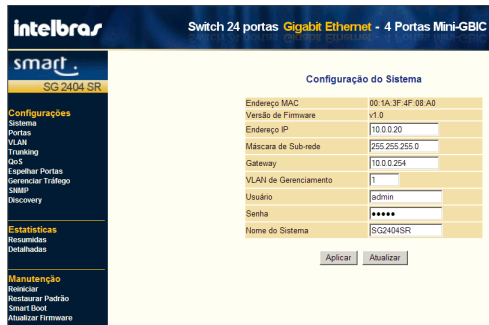 intelbras
Switch 24 portas Gigabit Ethernet - 4 Portas Mini-GBIC
smart.
SG 2404 SR
Configurações
Sistema
Portas
VLAN
Trunking
QoS
Espelhar Portas
Gerenciar Tráfego
SNMP
Discovery
Estatísticas
Resumidas
Detalhadas
Manutenção
Reiniciar
Restaurar Padrão
Smart Boot
Atualizar Firmware
Configuração do Sistema
Endereço MAC 00:1A:3F:4F:08:A0
Versão de Firmware v1.0
Endereço IP 10.0.0.20
Máscara de Sub-rede 255.255.255.0
Gateway 10.0.0.254
VLAN de Gerenciamento 1
Usuário admin
Senha •••••
Nome do Sistema SG2404SR
Aplicar Atualizar